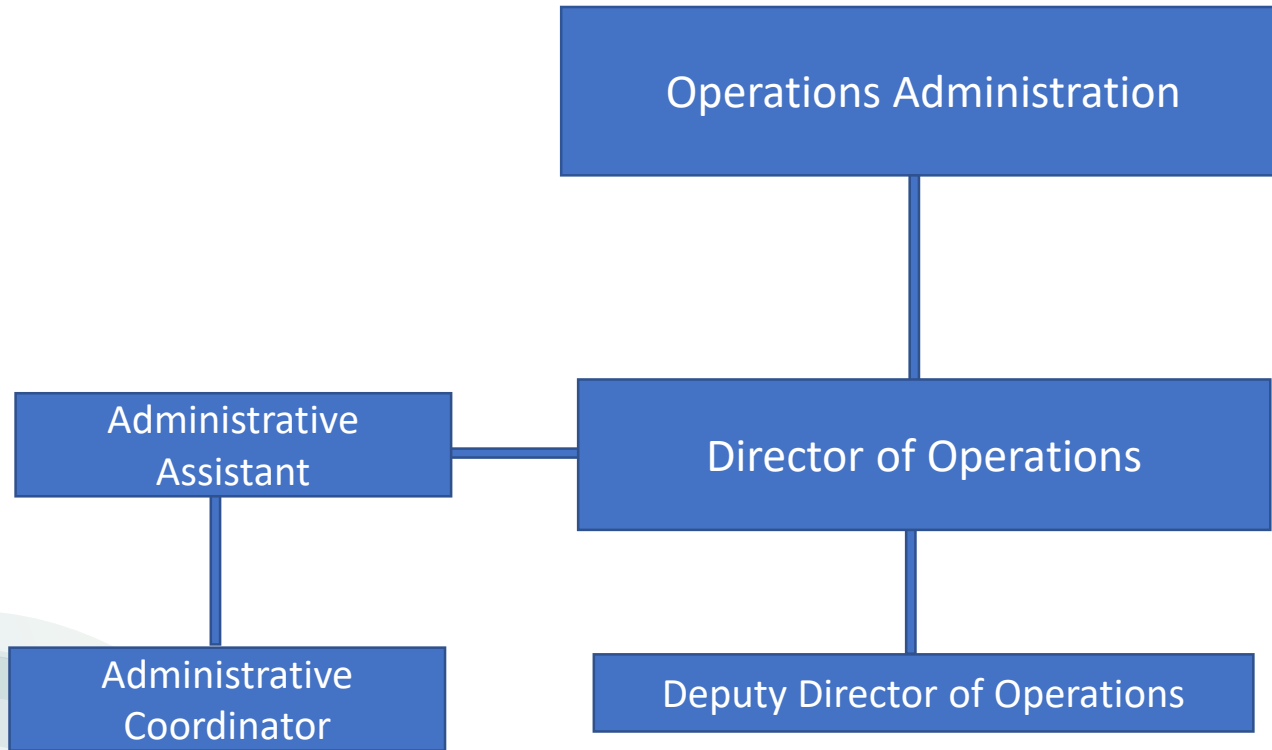 Operations Administration
Administrative
Assistant
Director of Operations
Administrative
Coordinator
Deputy Director of Operations